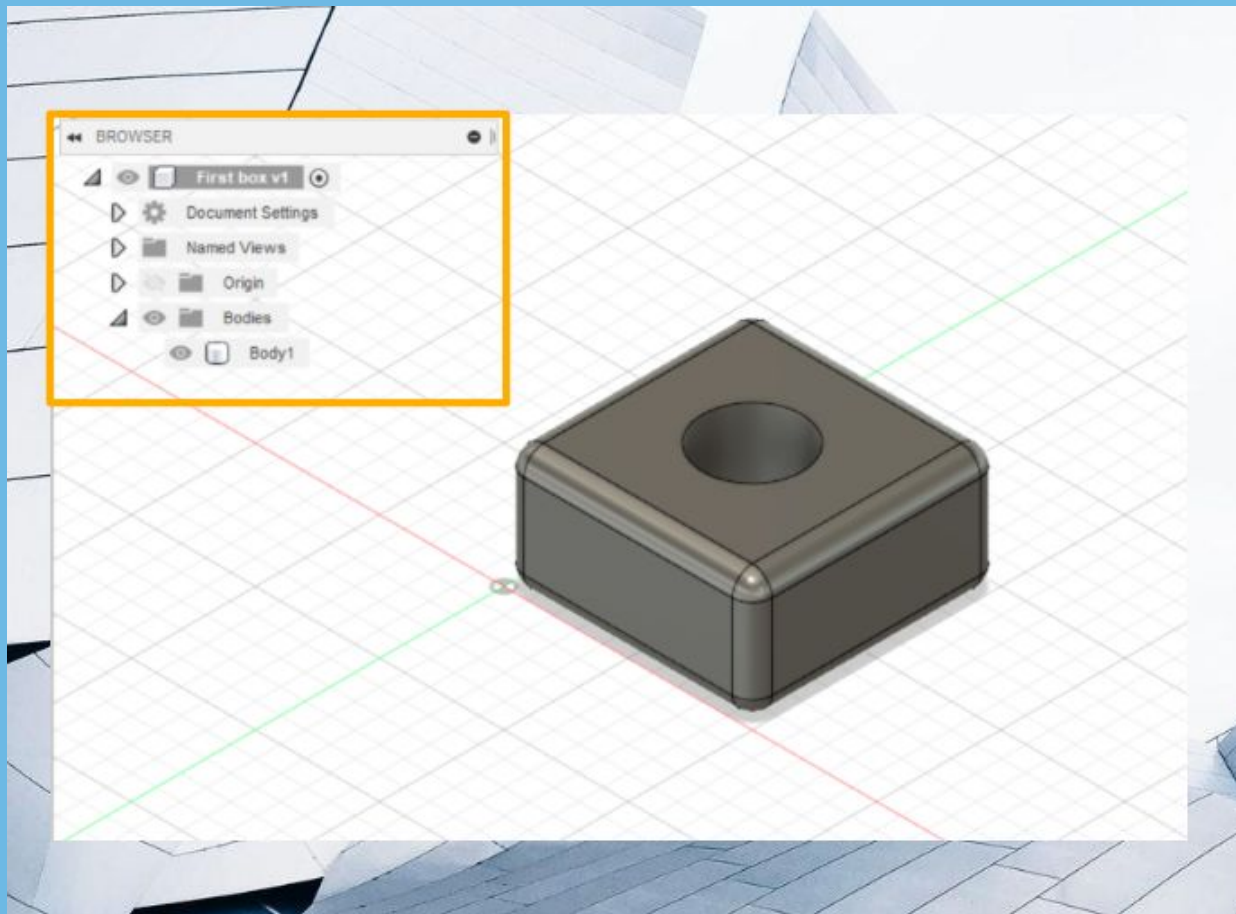 BROWSER
First box v1
Document Settings
Named Views
Origin
Bodies
Body1